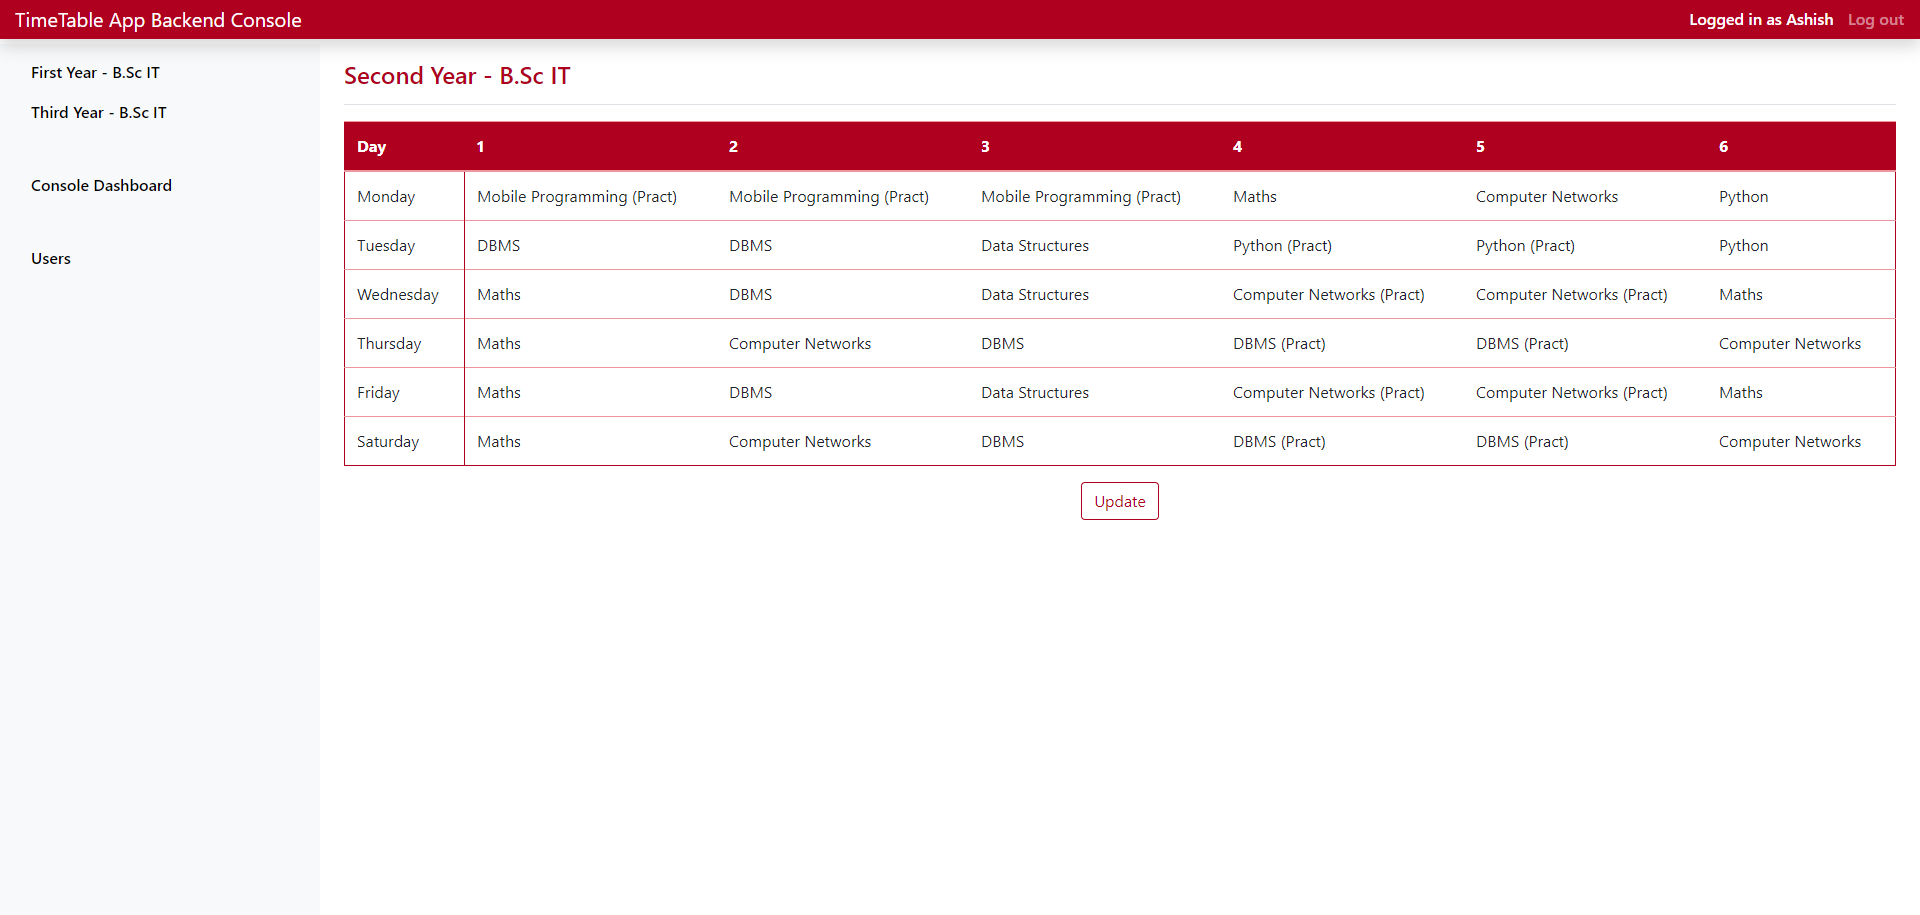 TimeTable App Backend Console Logged in as Ashish Log out
First Year - B.Sc IT
Third Year - B.Sc IT
Console Dashboard
Users
Second Year - B.Sc IT
Day 1 2 3 4 5 6
Monday Mobile Programming (Pract) Mobile Programming (Pract) Mobile Programming (Pract) Maths Computer Networks Python
Tuesday DBMS DBMS Data Structures Python (Pract) Python (Pract) Python
Wednesday Maths DBMS Data Structures Computer Networks (Pract) Computer Networks (Pract) Maths
Thursday Maths Computer Networks DBMS DBMS (Pract) DBMS (Pract) Computer Networks
Friday Maths DBMS Data Structures Computer Networks (Pract) Computer Networks (Pract) Maths
Saturday Maths Computer Networks DBMS DBMS (Pract) DBMS (Pract) Computer Networks
Update